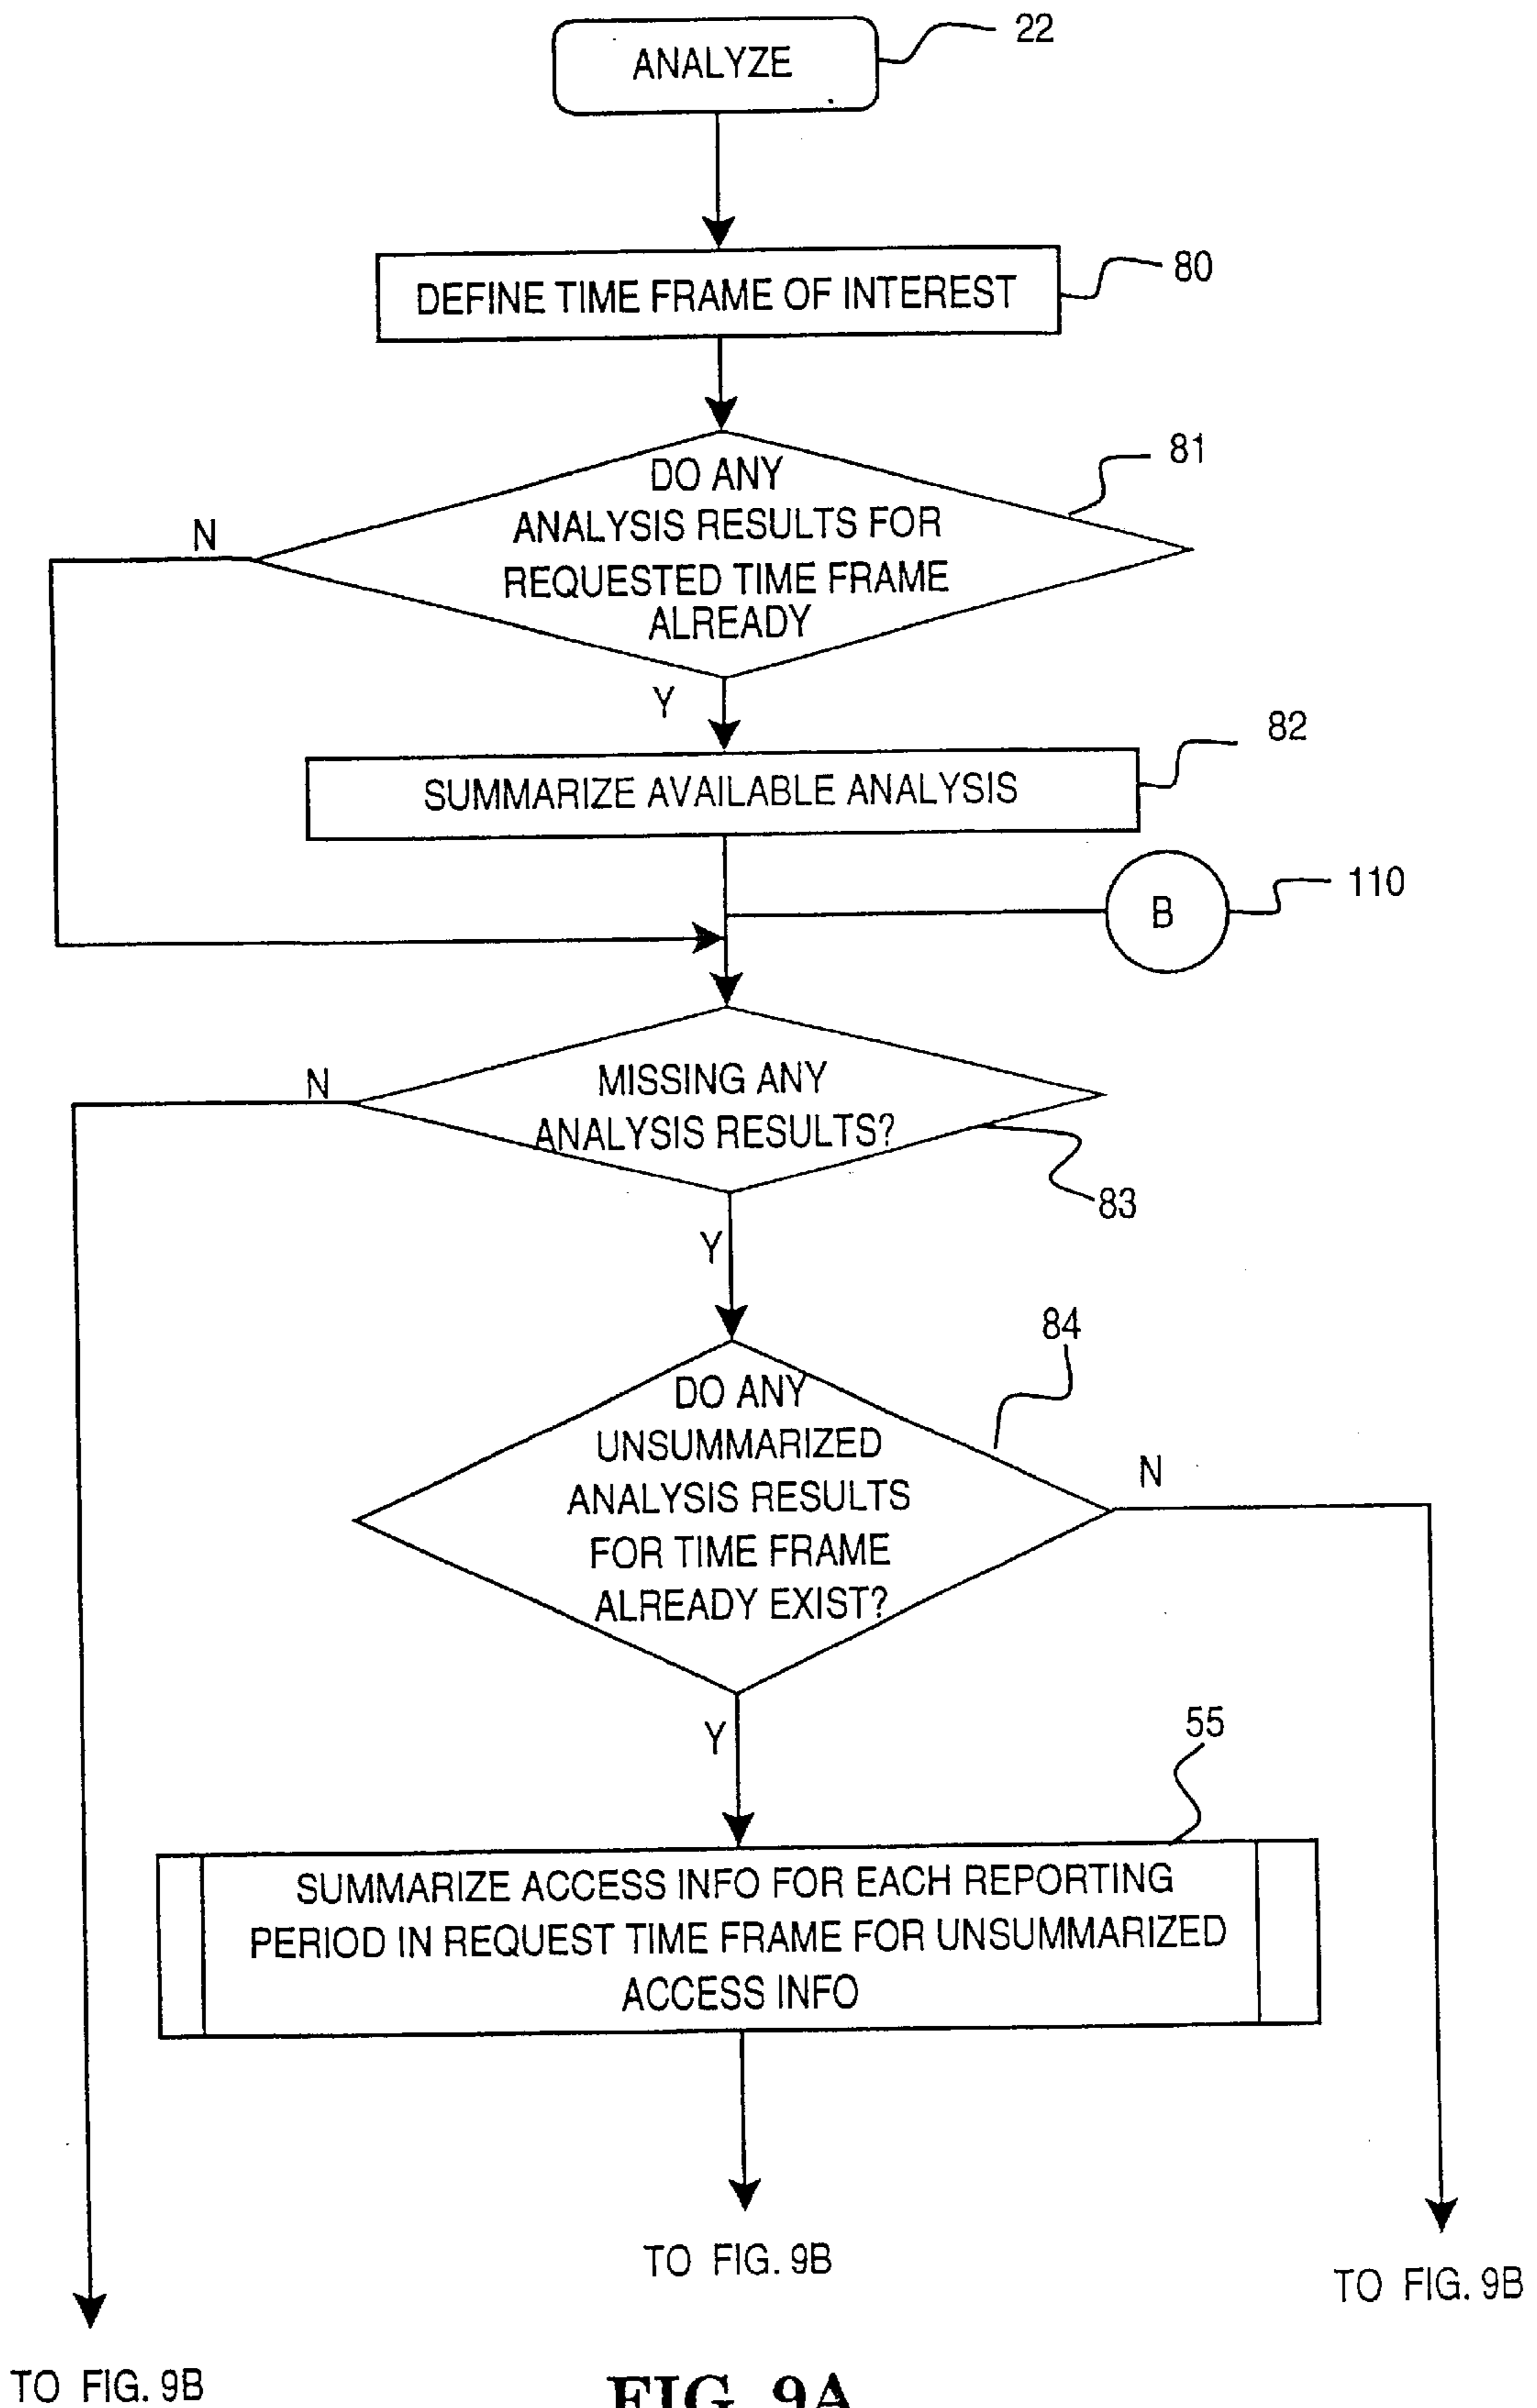 22
ANALYZE
80
DEFINE TIME FRAME OF INTEREST
81
DO ANY
ANALYSIS RESULTS FOR
REQUESTED TIME FRAME
ALREADY
N
Y
82
SUMMARIZE AVAILABLE ANALYSIS
B
110
N
MISSING ANY
ANALYSIS RESULTS?
83
Y
84
DO ANY
UNSUMMARIZED
ANALYSIS RESULTS
FOR TIME FRAME
ALREADY EXIST?
N
Y
55
SUMMARIZE ACCESS INFO FOR EACH REPORTING
PERIOD IN REQUEST TIME FRAME FOR UNSUMMARIZED
ACCESS INFO
TO FIG. 9B
TO FIG. 9B
TO FIG. 9B
FIG. 9A